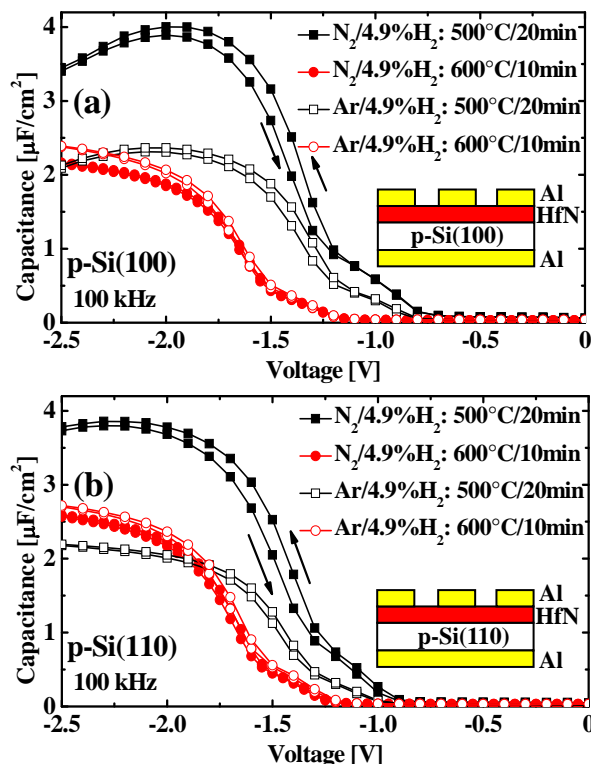 4
3
2
1
0
Capacitance [µF/cm²]
(a)
N₂/4.9%H₂: 500°C/20min
N₂/4.9%H₂: 600°C/10min
Ar/4.9%H₂: 500°C/20min
Ar/4.9%H₂: 600°C/10min
Al
HfN
p-Si(100)
Al
p-Si(100)
100 kHz
-2.5 -2.0 -1.5 -1.0 -0.5 0
Voltage [V]
4
3
2
1
0
Capacitance [µF/cm²]
(b)
N₂/4.9%H₂: 500°C/20min
N₂/4.9%H₂: 600°C/10min
Ar/4.9%H₂: 500°C/20min
Ar/4.9%H₂: 600°C/10min
Al
HfN
p-Si(110)
Al
p-Si(110)
100 kHz
-2.5 -2.0 -1.5 -1.0 -0.5 0
Voltage [V]